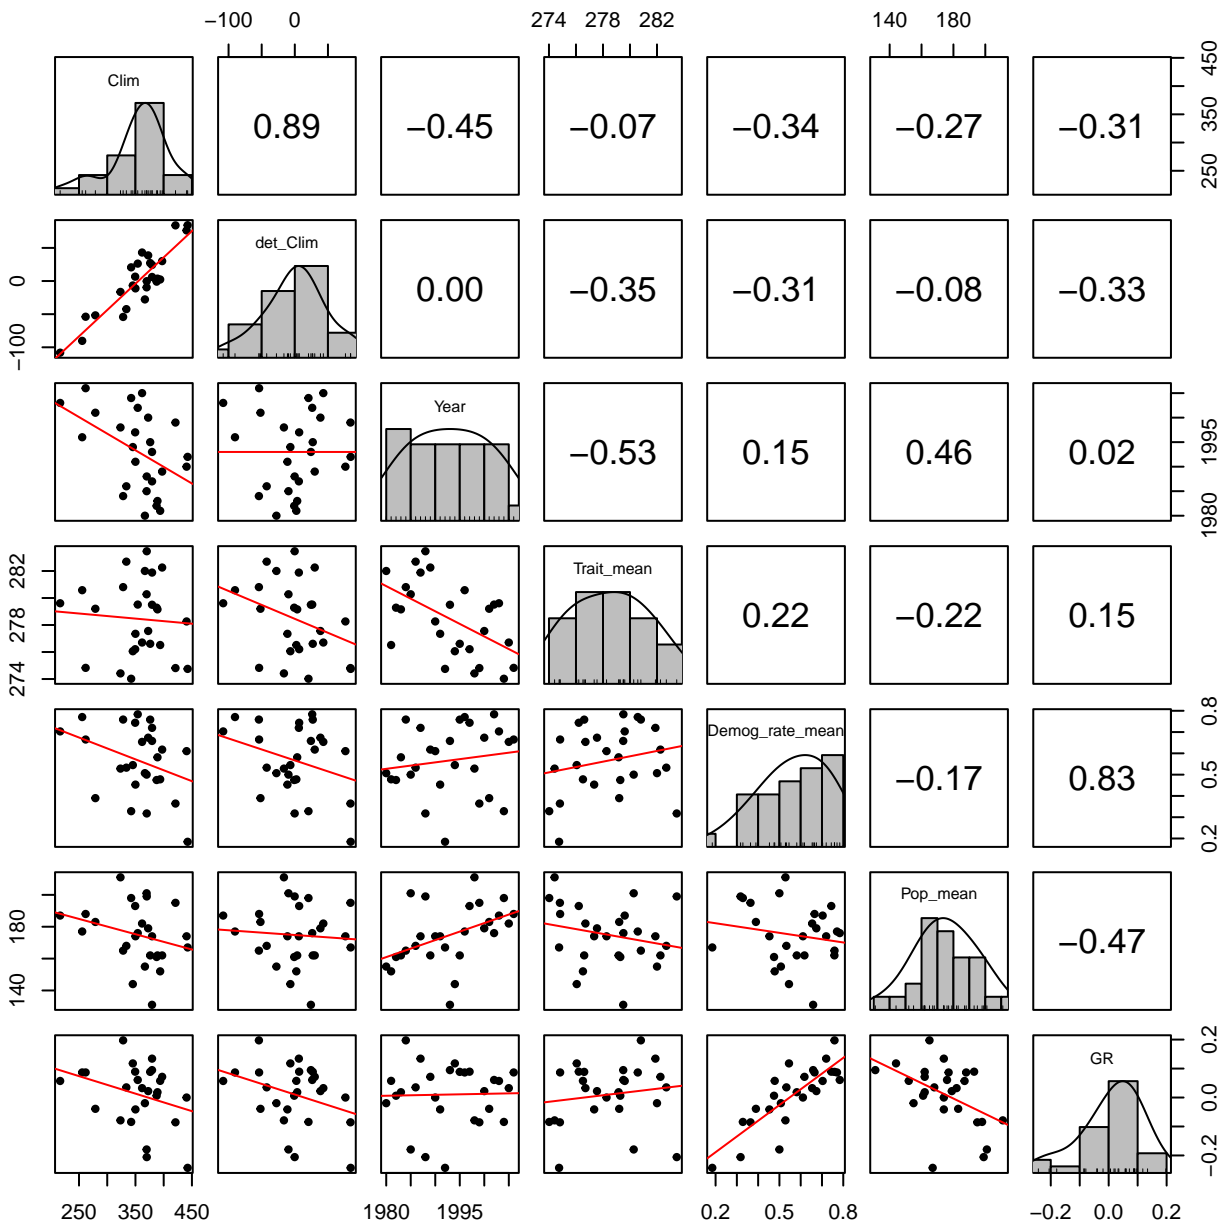 −100 0 274 278 282 140 180
Clim 0.89 −0.45 −0.07 −0.34 −0.27 −0.31 250 350 450
−100 0 det_Clim 0.00 −0.35 −0.31 −0.08 −0.33
Year −0.53 0.15 0.46 0.02 1980 1995
274 278 282 Trait_mean 0.22 −0.22 0.15
Demog_rate_mean −0.17 0.83 0.2 0.5 0.8
140 180 Pop_mean −0.47
GR −0.2 0.0 0.2
250 350 450 1980 1995 0.2 0.5 0.8 −0.2 0.0 0.2